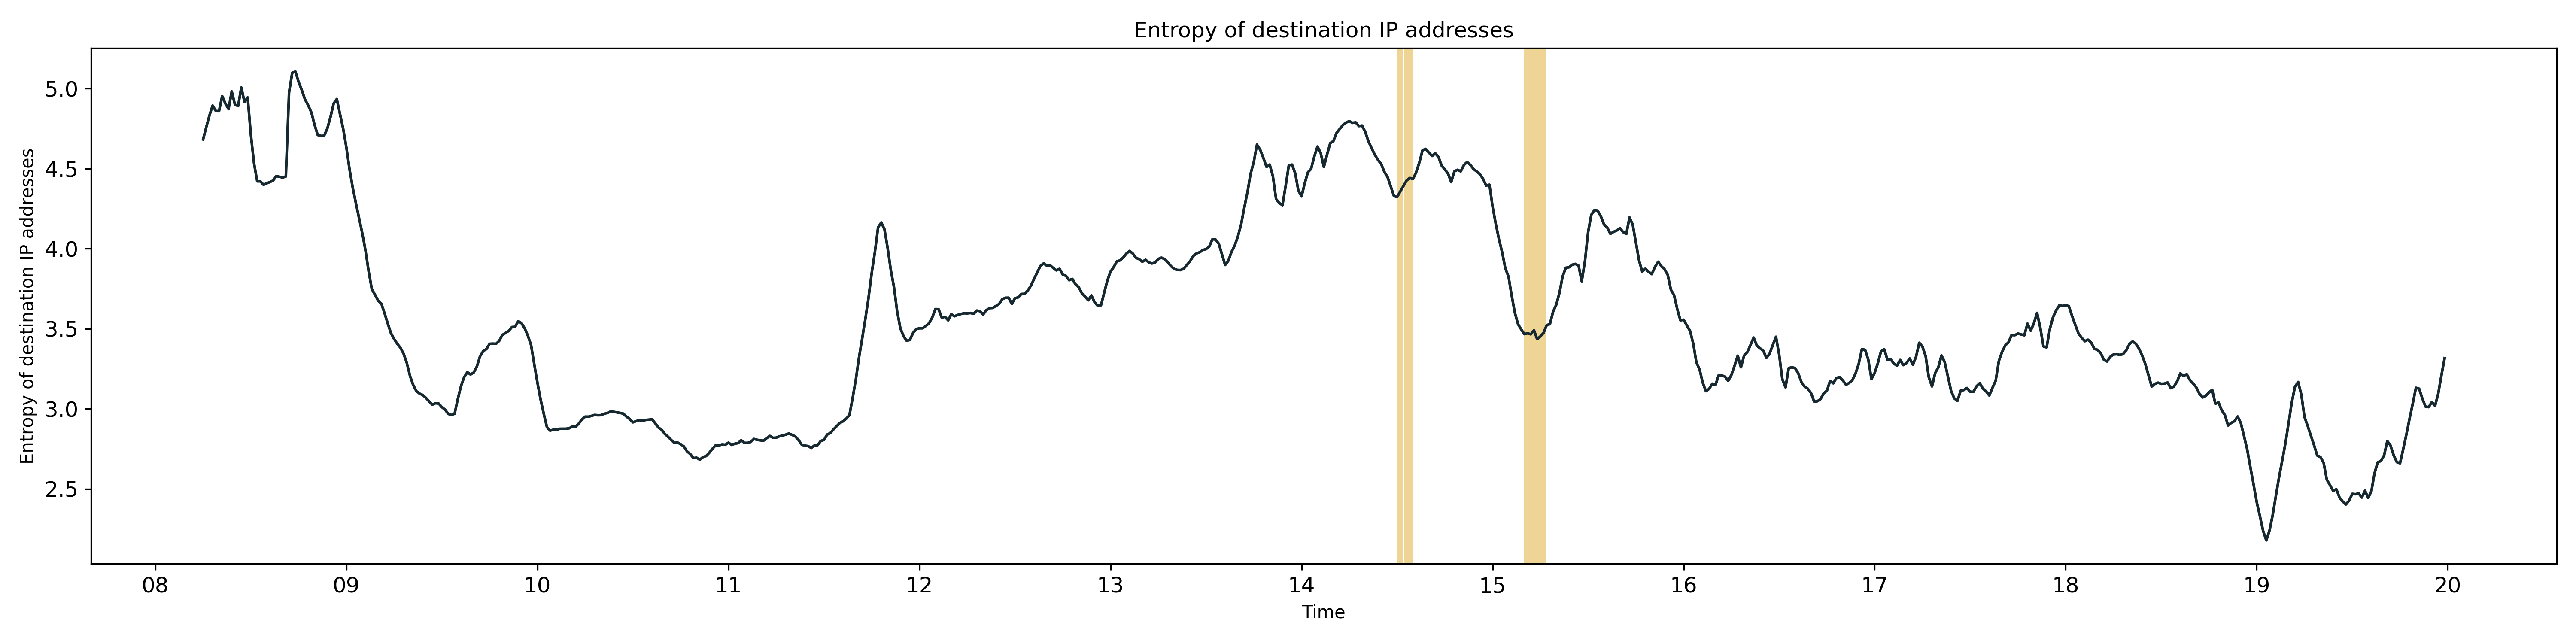 Entropy of destination IP addresses
Entropy of destination IP addresses
5.0
4.5
4.0
3.5
3.0
2.5
08 09 10 11 12 13 14 15 16 17 18 19 20
Time